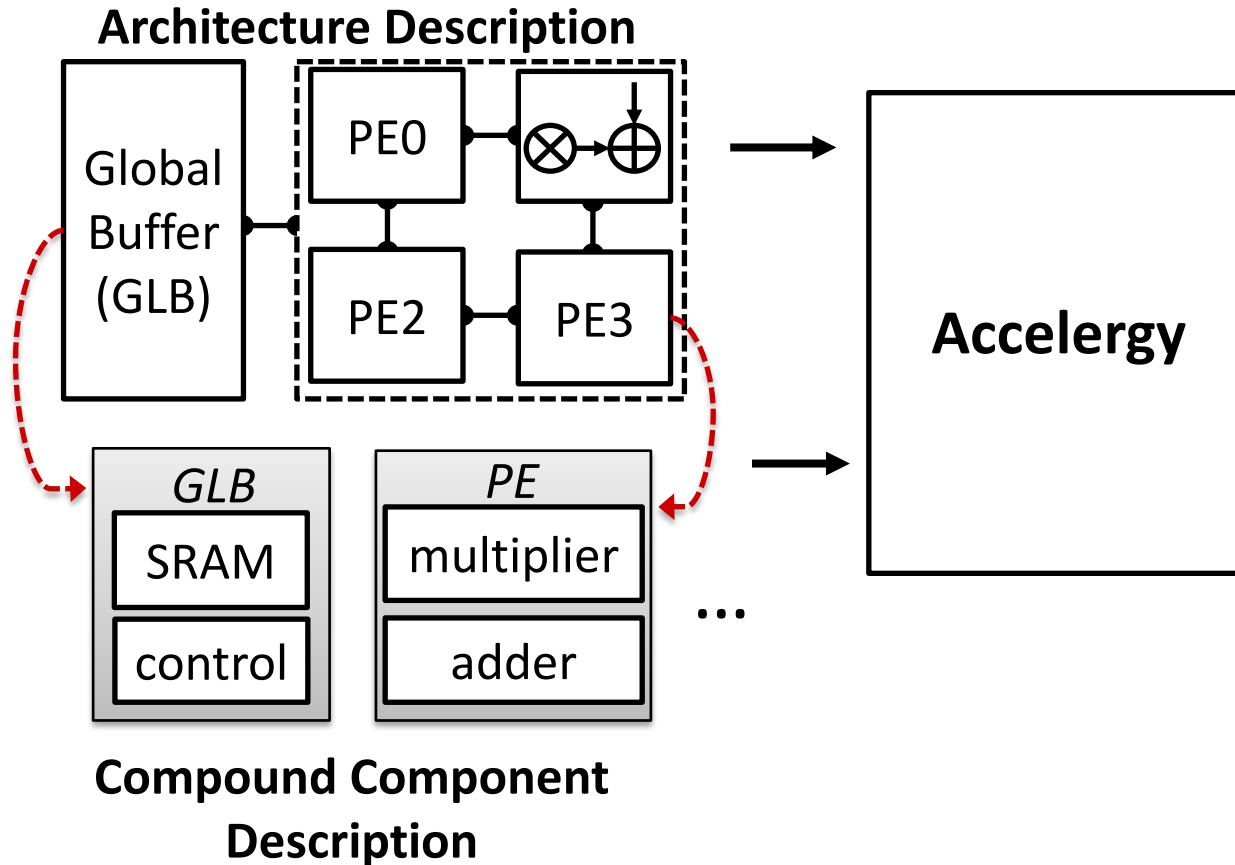 Architecture Description
Global
Buffer
(GLB)
PE0
PE2
PE3
Accelergy
GLB
SRAM
control
PE
multiplier
adder
...
Compound Component
Description